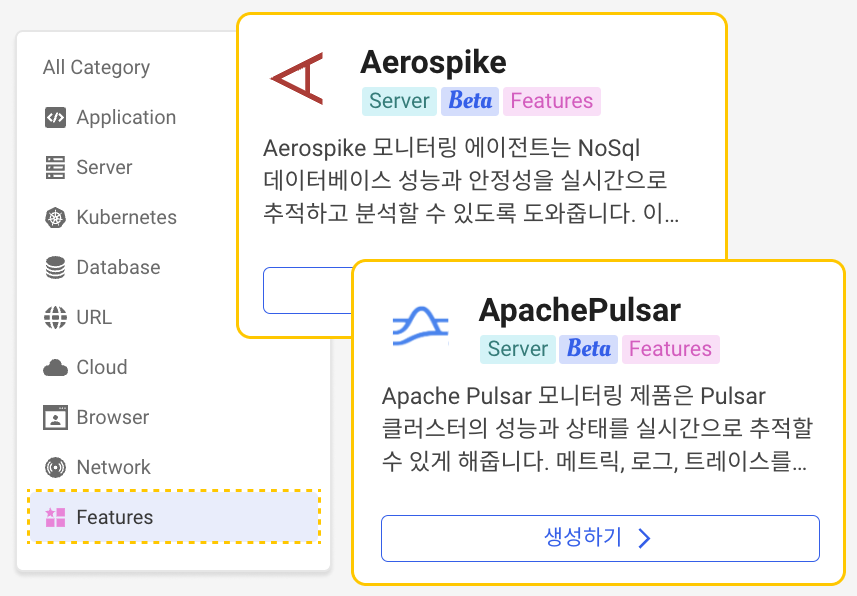 All Category
Application
Server
Kubernetes
Database
URL
Cloud
Browser
Network
Features
Aerospike
Server Beta Features
Aerospike 모니터링 에이전트는 NoSql
데이터베이스 성능과 안정성을 실시간으로
추적하고 분석할 수 있도록 도와줍니다. 이...
ApachePulsar
Server Beta Features
Apache Pulsar 모니터링 제품은 Pulsar
클러스터의 성능과 상태를 실시간으로 추적할
수 있게 해줍니다. 메트릭, 로그, 트레이스를...
생성하기